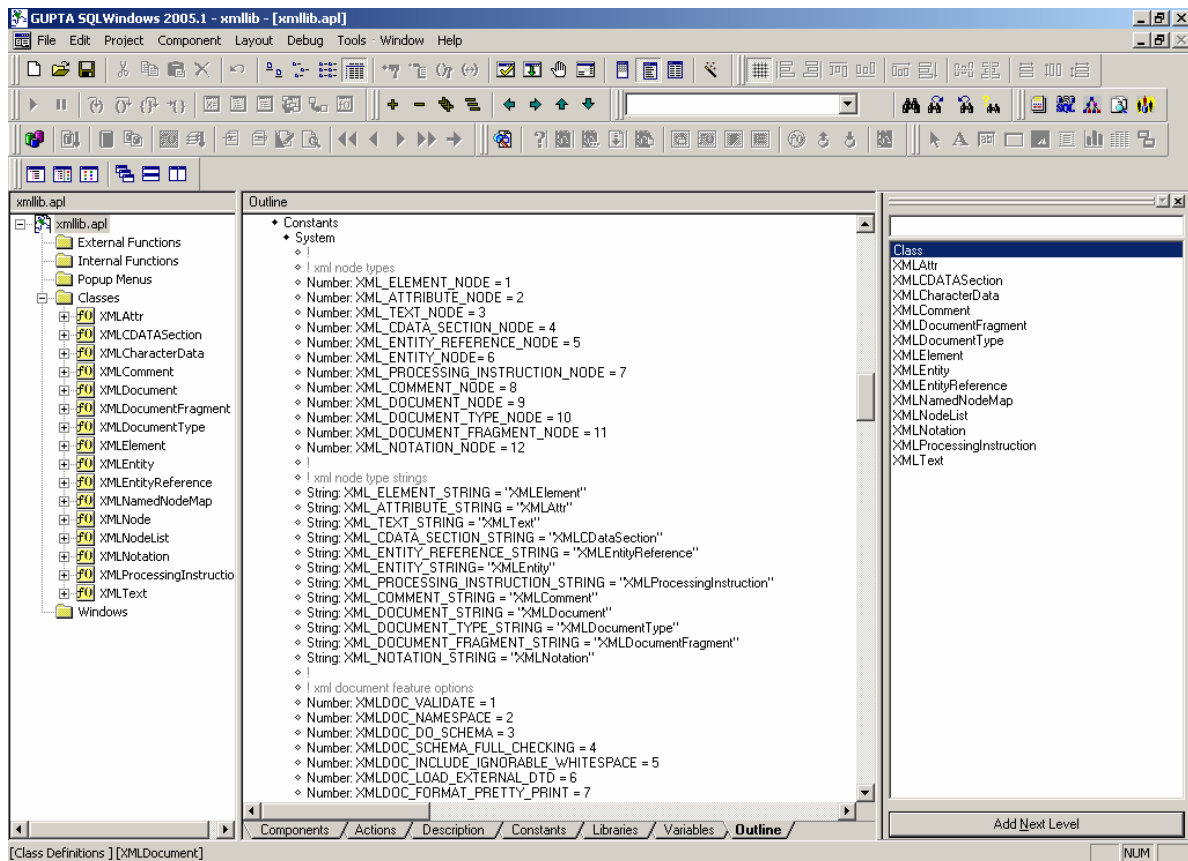 GUPTA SQLWindows 2005.1 - xmllib - [xmllib.apl]
File Edit Project Component Layout Debug Tools Window Help
xmllib.apl
xmllib.apl
External Functions
Internal Functions
Popup Menus
Classes
XMLAttr
XMLCDATASection
XMLCharacterData
XMLComment
XMLDocument
XMLDocumentFragment
XMLDocumentType
XMLElement
XMLEntity
XMLEntityReference
XMLNamedNodeMap
XMLNode
XMLNodeList
XMLNotation
XMLProcessingInstructio
XMLText
Windows
Outline
Constants
System
!
! xml node types
Number: XML_ELEMENT_NODE = 1
Number: XML_ATTRIBUTE_NODE = 2
Number: XML_TEXT_NODE = 3
Number: XML_CDATA_SECTION_NODE = 4
Number: XML_ENTITY_REFERENCE_NODE = 5
Number: XML_ENTITY_NODE= 6
Number: XML_PROCESSING_INSTRUCTION_NODE = 7
Number: XML_COMMENT_NODE = 8
Number: XML_DOCUMENT_NODE = 9
Number: XML_DOCUMENT_TYPE_NODE = 10
Number: XML_DOCUMENT_FRAGMENT_NODE = 11
Number: XML_NOTATION_NODE = 12
!
! xml node type strings
String: XML_ELEMENT_STRING = "XMLElement"
String: XML_ATTRIBUTE_STRING = "XMLAttr"
String: XML_TEXT_STRING = "XMLText"
String: XML_CDATA_SECTION_STRING = "XMLCDataSection"
String: XML_ENTITY_REFERENCE_STRING = "XMLEntityReference"
String: XML_ENTITY_STRING= "XMLEntity"
String: XML_PROCESSING_INSTRUCTION_STRING = "XMLProcessingInstruction"
String: XML_COMMENT_STRING = "XMLComment"
String: XML_DOCUMENT_STRING = "XMLDocument"
String: XML_DOCUMENT_TYPE_STRING = "XMLDocumentType"
String: XML_DOCUMENT_FRAGMENT_STRING = "XMLDocumentFragment"
String: XML_NOTATION_STRING = "XMLNotation"
!
! xml document feature options
Number: XMLDOC_VALIDATE = 1
Number: XMLDOC_NAMESPACE = 2
Number: XMLDOC_DO_SCHEMA = 3
Number: XMLDOC_SCHEMA_FULL_CHECKING = 4
Number: XMLDOC_INCLUDE_IGNORABLE_WHITESPACE = 5
Number: XMLDOC_LOAD_EXTERNAL_DTD = 6
Number: XMLDOC_FORMAT_PRETTY_PRINT = 7
Components Actions Description Constants Libraries Variables Outline
Class
XMLAttr
XMLCDATASection
XMLCharacterData
XMLComment
XMLDocumentFragment
XMLDocumentType
XMLElement
XMLEntity
XMLEntityReference
XMLNamedNodeMap
XMLNodeList
XMLNotation
XMLProcessingInstruction
XMLText
Add Next Level
[Class Definitions ] [XMLDocument]
NUM